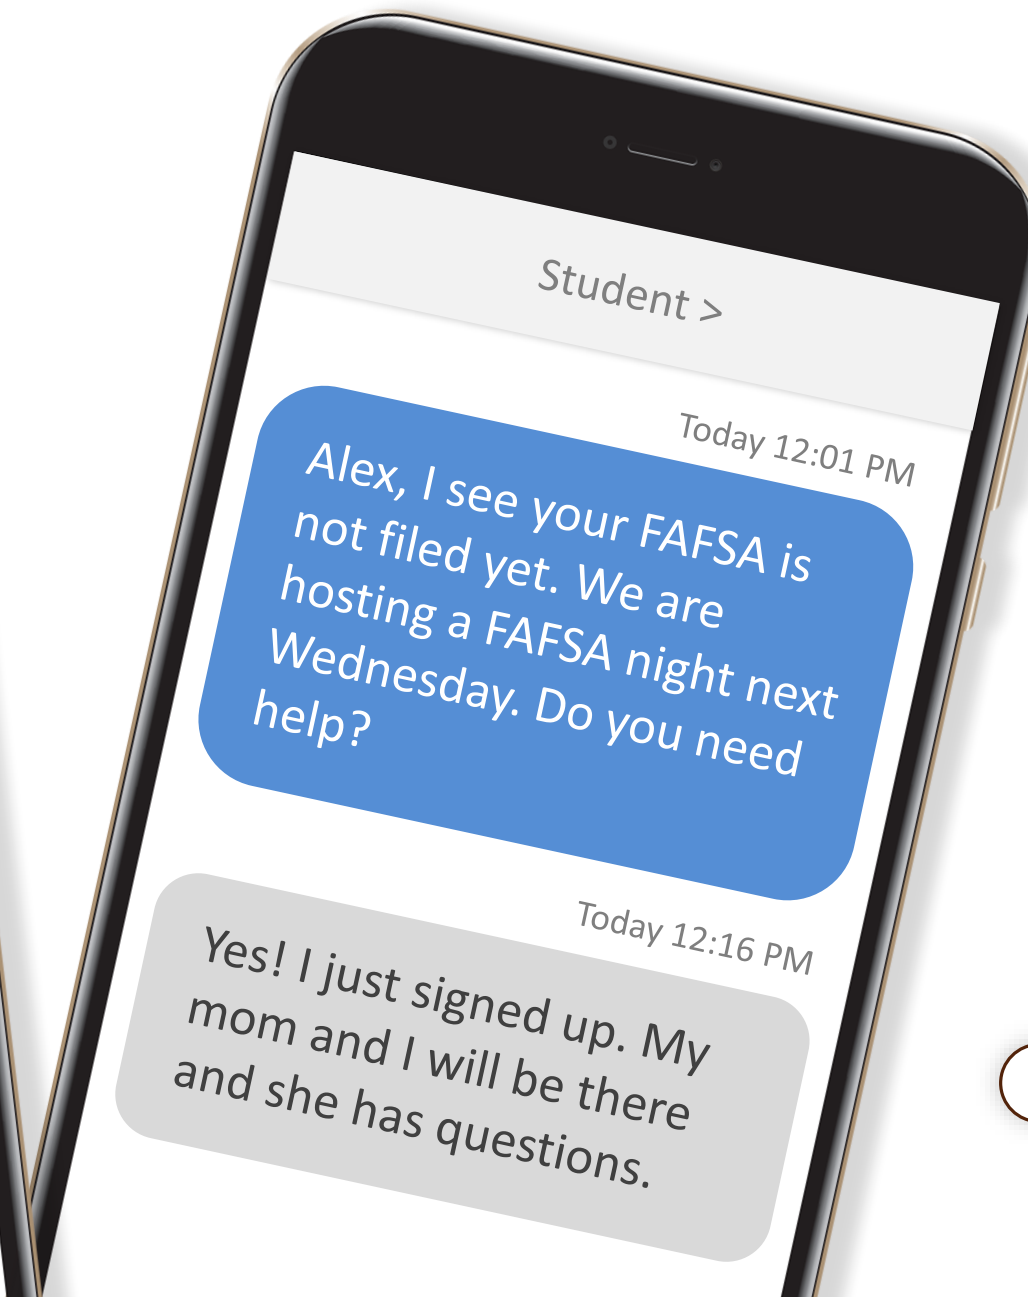 Student >
Today 12:01 PM
Alex, I see your FAFSA is
not filed yet. We are
hosting a FAFSA night next
Wednesday. Do you need
help?
Today 12:16 PM
Yes! I just signed up. My
mom and I will be there
and she has questions.